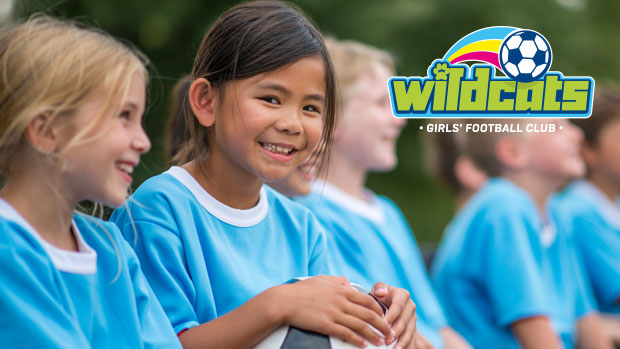 wildcats
• GIRLS' FOOTBALL CLUB •